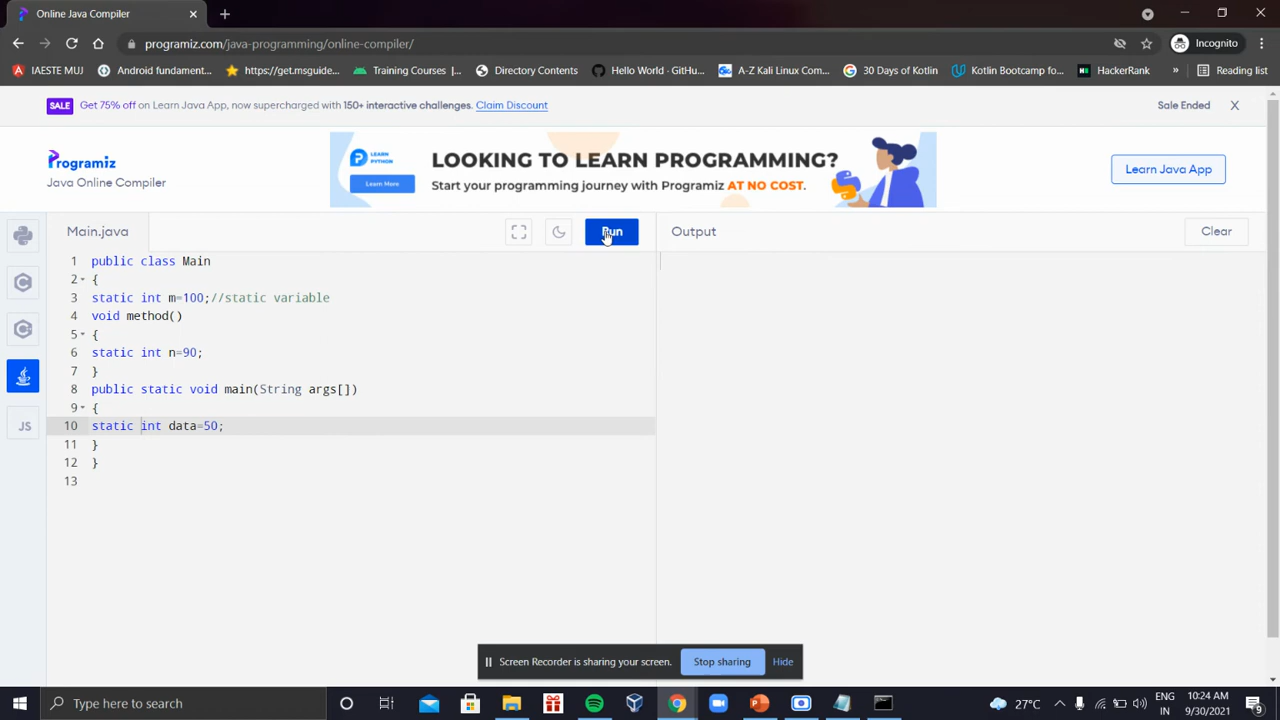 Online Java Compiler
programiz.com/java-programming/online-compiler/
Incognito
IAESTE MUJ
Android fundament...
https://get.msguide...
Training Courses |...
Directory Contents
Hello World · GitHu...
A-Z Kali Linux Com...
30 Days of Kotlin
Kotlin Bootcamp fo...
HackerRank
»
Reading list
SALE Get 75% off on Learn Java App, now supercharged with 150+ interactive challenges. Claim Discount
Sale Ended X
Programiz
Java Online Compiler
LEARN PYTHON
Learn More
LOOKING TO LEARN PROGRAMMING?
Start your programming journey with Programiz AT NO COST.
Learn Java App
Main.java
Run
Output
Clear
1 public class Main
2 {
3 static int m=100;//static variable
4 void method()
5 {
6 static int n=90;
7 }
8 public static void main(String args[])
9 {
10 static int data=50;
11 }
12 }
13
JS
Screen Recorder is sharing your screen.
Stop sharing
Hide
Type here to search
27°C
ENG
IN
10:24 AM
9/30/2021